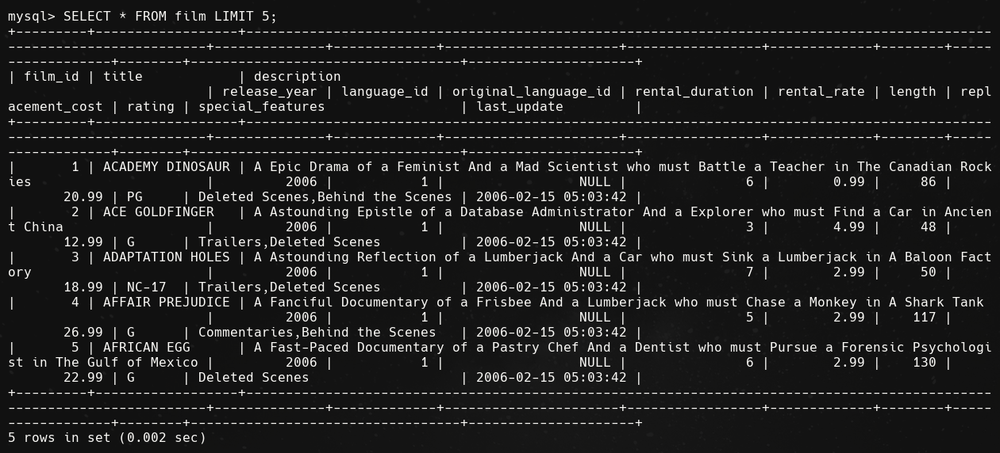 mysql> SELECT * FROM film LIMIT 5;
+---------+------------------+----------------------------------------------------------------------------------------------
-------------------------+--------------+-------------+----------------------+-----------------+-------------+--------+-----
-------------+--------+----------------------------------+--------------------+
| film_id | title            | description
                         | release_year | language_id | original_language_id | rental_duration | rental_rate | length | repl
acement_cost | rating | special_features                 | last_update         |
+---------+------------------+----------------------------------------------------------------------------------------------
-------------------------+--------------+-------------+----------------------+-----------------+-------------+--------+-----
-------------+--------+----------------------------------+--------------------+
|       1 | ACADEMY DINOSAUR | A Epic Drama of a Feminist And a Mad Scientist who must Battle a Teacher in The Canadian Rock
ies                      |         2006 |           1 |                 NULL |               6 |        0.99 |     86 |
       20.99 | PG     | Deleted Scenes,Behind the Scenes | 2006-02-15 05:03:42 |
|       2 | ACE GOLDFINGER   | A Astounding Epistle of a Database Administrator And a Explorer who must Find a Car in Ancien
t China                  |         2006 |           1 |                 NULL |               3 |        4.99 |     48 |
       12.99 | G      | Trailers,Deleted Scenes          | 2006-02-15 05:03:42 |
|       3 | ADAPTATION HOLES | A Astounding Reflection of a Lumberjack And a Car who must Sink a Lumberjack in A Baloon Fact
ory                      |         2006 |           1 |                 NULL |               7 |        2.99 |     50 |
       18.99 | NC-17  | Trailers,Deleted Scenes          | 2006-02-15 05:03:42 |
|       4 | AFFAIR PREJUDICE | A Fanciful Documentary of a Frisbee And a Lumberjack who must Chase a Monkey in A Shark Tank
                         |         2006 |           1 |                 NULL |               5 |        2.99 |    117 |
       26.99 | G      | Commentaries,Behind the Scenes   | 2006-02-15 05:03:42 |
|       5 | AFRICAN EGG      | A Fast-Paced Documentary of a Pastry Chef And a Dentist who must Pursue a Forensic Psychologi
st in The Gulf of Mexico |         2006 |           1 |                 NULL |               6 |        2.99 |    130 |
       22.99 | G      | Deleted Scenes                   | 2006-02-15 05:03:42 |
+---------+------------------+----------------------------------------------------------------------------------------------
-------------------------+--------------+-------------+----------------------+-----------------+-------------+--------+-----
-------------+--------+----------------------------------+--------------------+
5 rows in set (0.002 sec)